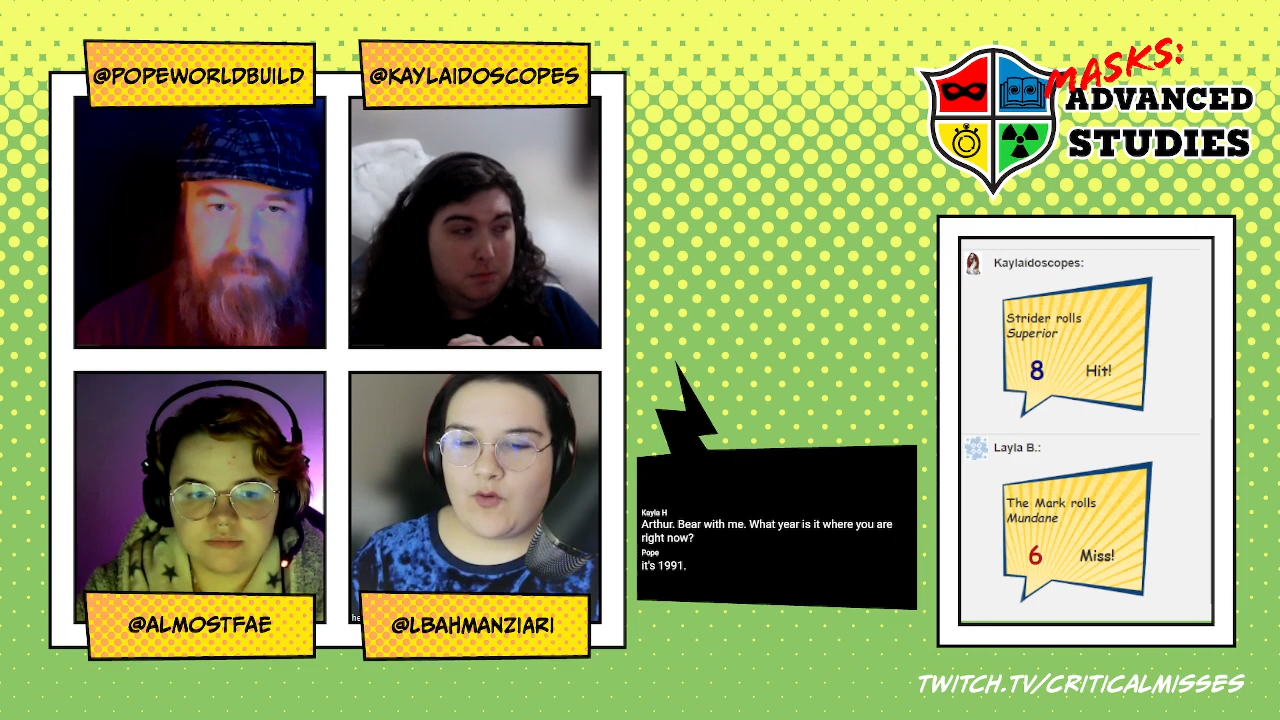 @POPEWORLDBUILD
@KAYLAIDOSCOPES
@ALMOSTFAE
he
@LBAHMANZIARI
Kayla H
Arthur. Bear with me. What year is it where you are
right now?
Pope
it's 1991.
MASKS:
ADVANCED
STUDIES
Kaylaidoscopes:
Strider rolls
Superior
8 Hit!
Layla B.:
The Mark rolls
Mundane
6 Miss!
TWITCH.TV/CRITICALMISSES